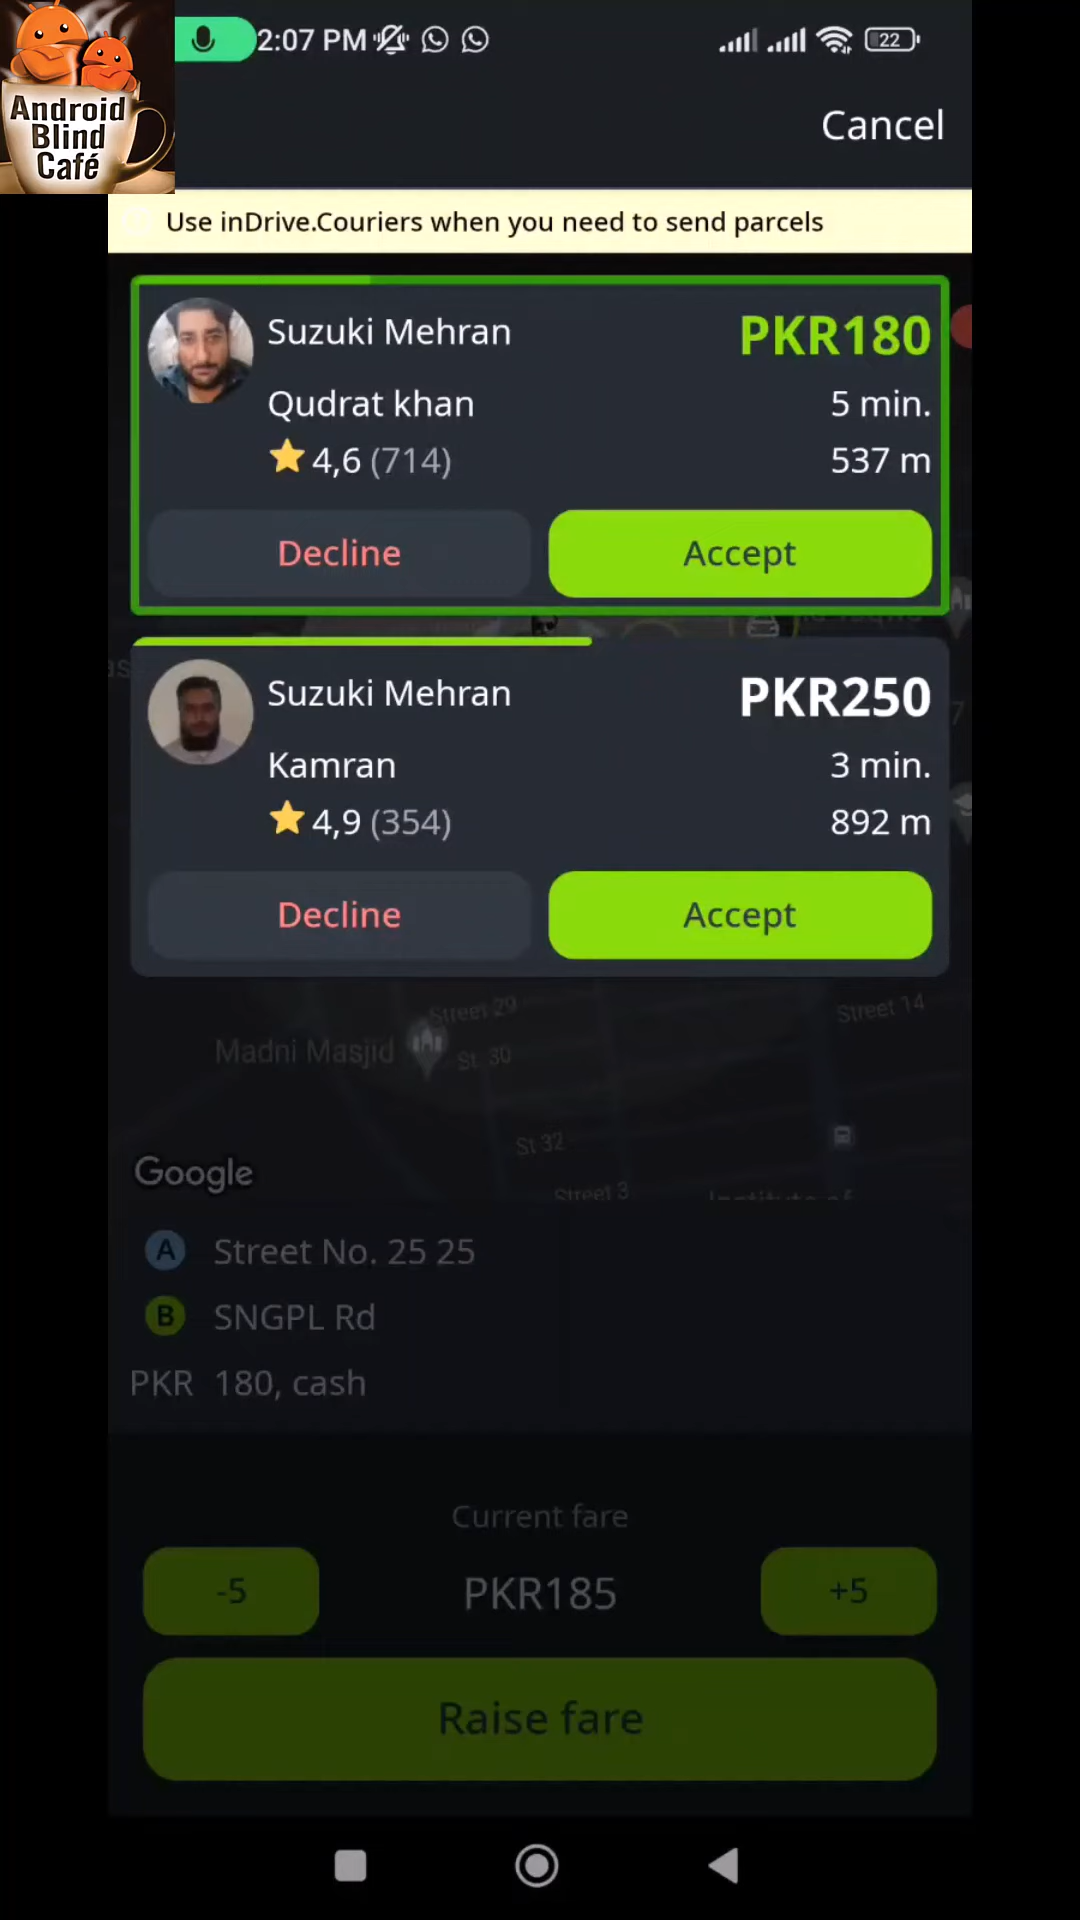 Android
Blind
Café
2:07 PM
22
Cancel
Use inDrive.Couriers when you need to send parcels
Suzuki Mehran
PKR180
Qudrat khan
5 min.
4,6 (714)
537 m
Decline
Accept
Suzuki Mehran
PKR250
Kamran
3 min.
4,9 (354)
892 m
Decline
Accept
Street 29
Street 14
Madni Masjid
St. 30
St 32
Street 3
Google
A Street No. 25 25
B SNGPL Rd
PKR 180, cash
Current fare
-5
PKR185
+5
Raise fare